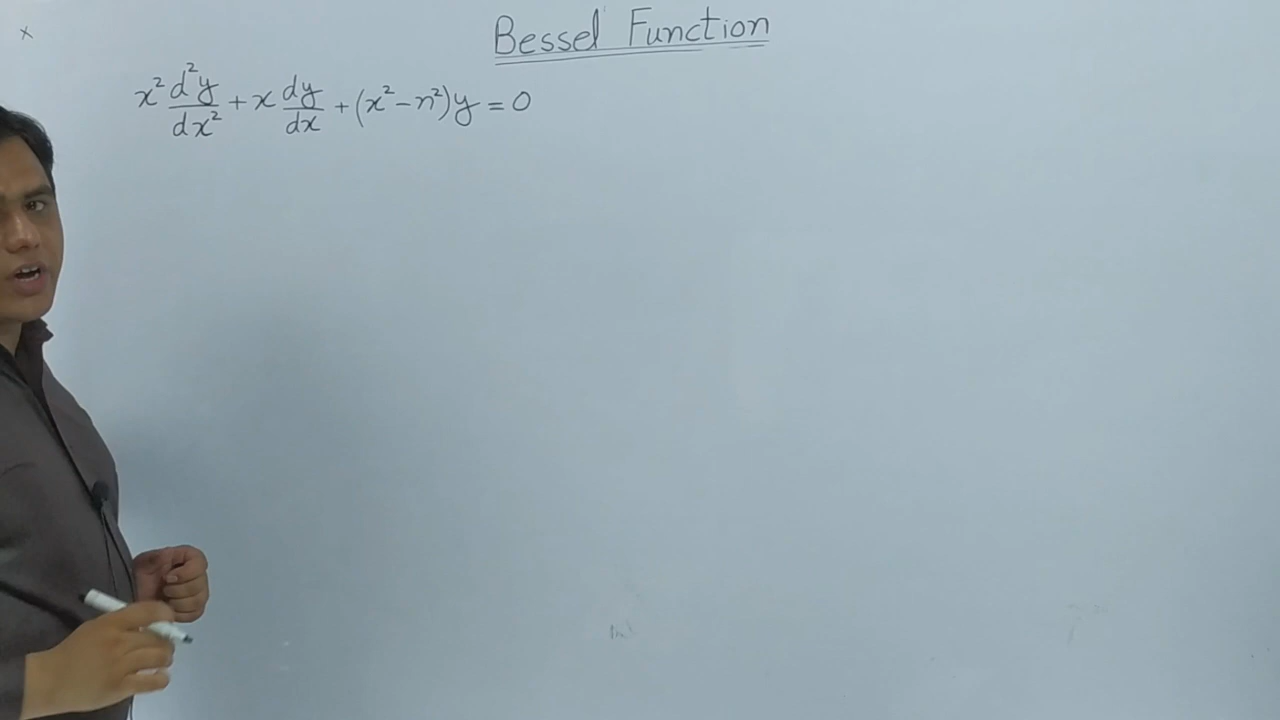 Bessel Function
x² d²y/dx² + x dy/dx + (x² - n²)y = 0